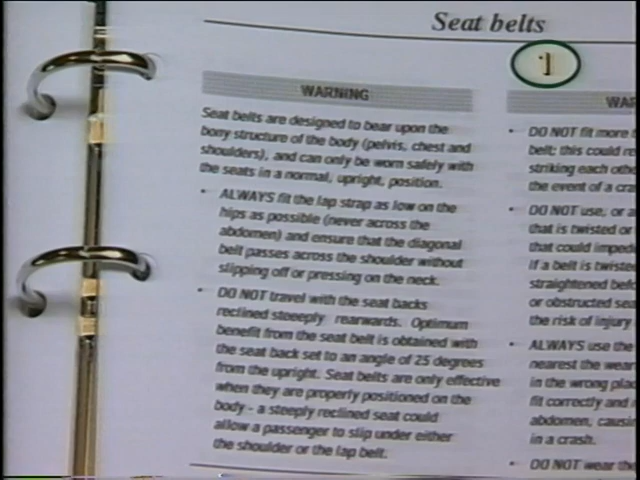 Seat belts
1
WARNING
Seat belts are designed to bear upon the
bony structure of the body (pelvis, chest and
shoulders), and can only be worn safely with
the seats in a normal, upright, position.
• ALWAYS fit the lap strap as low on the
hips as possible (never across the
abdomen) and ensure that the diagonal
belt passes across the shoulder without
slipping off or pressing on the neck.
• DO NOT travel with the seat backs
reclined steeeply rearwards. Optimum
benefit from the seat belt is obtained with
the seat back set to an angle of 25 degrees
from the upright. Seat belts are only effective
when they are properly positioned on the
body - a steeply reclined seat could
allow a passenger to slip under either
the shoulder or the lap belt.
WAR
• DO NOT fit more
belt; this could re
striking each othe
the event of a cra
• DO NOT use, or a
that is twisted or
that could imped
if a belt is twiste
straightened befo
or obstructed sea
the risk of injury
• ALWAYS use the
nearest the wear
in the wrong plac
fit correctly and
abdomen, causi
in a crash.
• DO NOT wear the